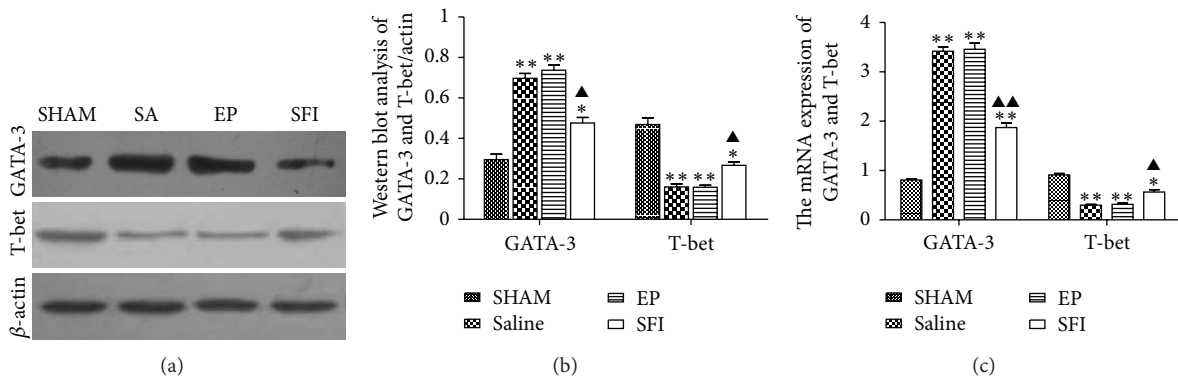 SHAM SA EP SFI
GATA-3
T-bet
β-actin
(a)
Western blot analysis of
GATA-3 and T-bet/actin
1
0.8
0.6
0.4
0.2
0
** **
▲
*
** **
▲
*
GATA-3 T-bet
SHAM EP
Saline SFI
(b)
The mRNA expression of
GATA-3 and T-bet
4
3
2
1
0
** **
▲▲
**
** **
▲
*
GATA-3 T-bet
SHAM EP
Saline SFI
(c)